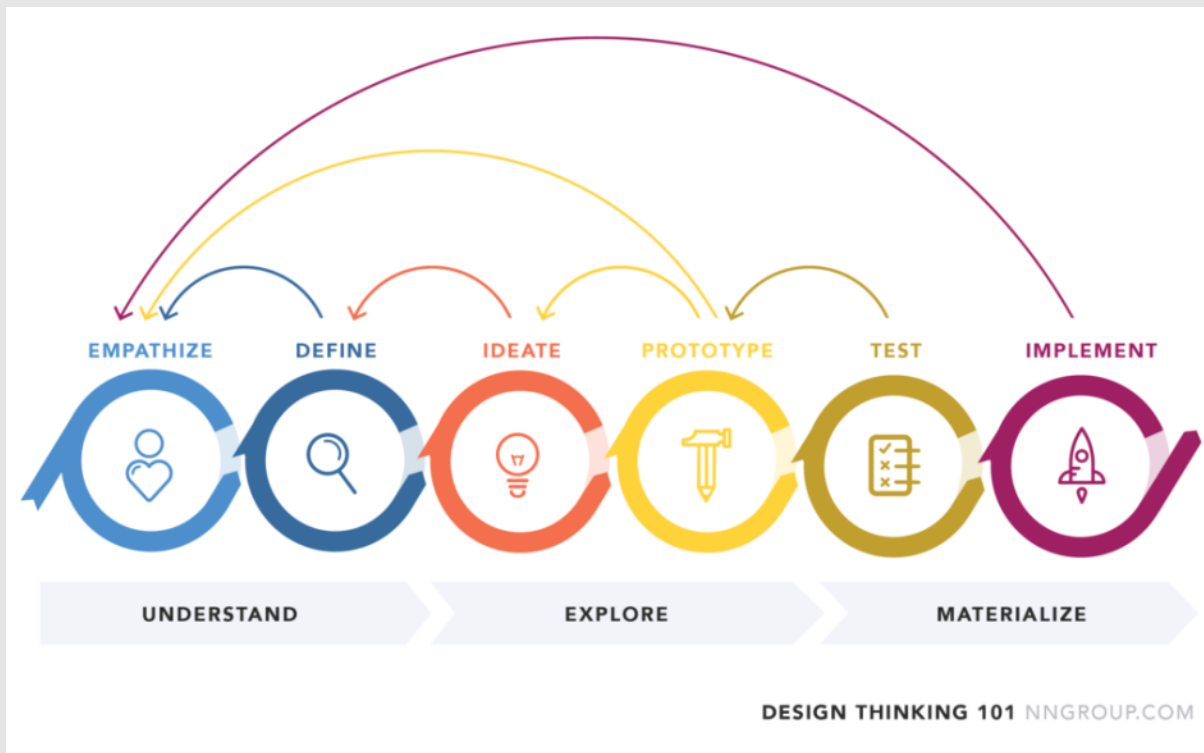 EMPATHIZE DEFINE IDEATE PROTOTYPE TEST IMPLEMENT
UNDERSTAND EXPLORE MATERIALIZE
DESIGN THINKING 101 NNGROUP.COM